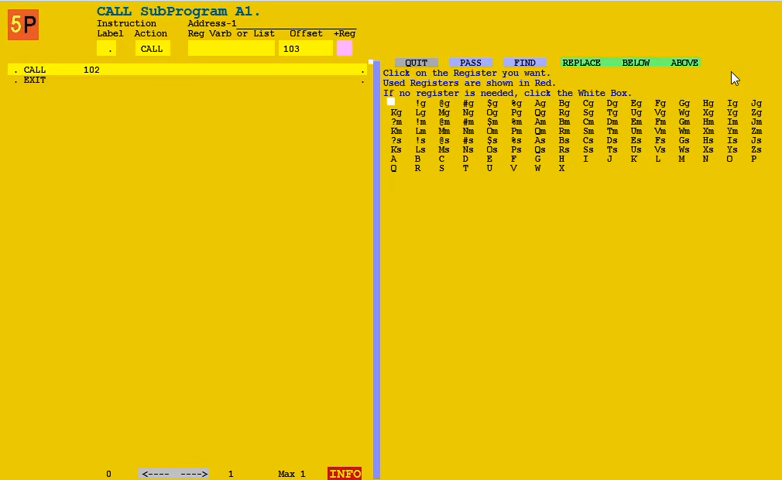 5P
CALL SubProgram A1.
Instruction Address-1
Label Action Reg Varb or List Offset +Reg
. CALL 103
QUIT PASS FIND REPLACE BELOW ABOVE
. CALL 102 .
. EXIT .
Click on the Register you want.
Used Registers are shown in Red.
If no register is needed, click the White Box.
!g @g #g $g %g Ag Bg Cg Dg Eg Fg Gg Hg Ig Jg
Kg Lg Mg Ng Og Pg Qg Rg Sg Tg Ug Vg Wg Xg Yg Zg
?m !m @m #m $m %m Am Bm Cm Dm Em Fm Gm Hm Im Jm
Km Lm Mm Nm Om Pm Qm Rm Sm Tm Um Vm Wm Xm Ym Zm
?s !s @s #s $s %s As Bs Cs Ds Es Fs Gs Hs Is Js
Ks Ls Ms Ns Os Ps Qs Rs Ss Ts Us Vs Ws Xs Ys Zs
A B C D E F G H I J K L M N O P
Q R S T U V W X
0 <---- ----> 1 Max 1 INFO